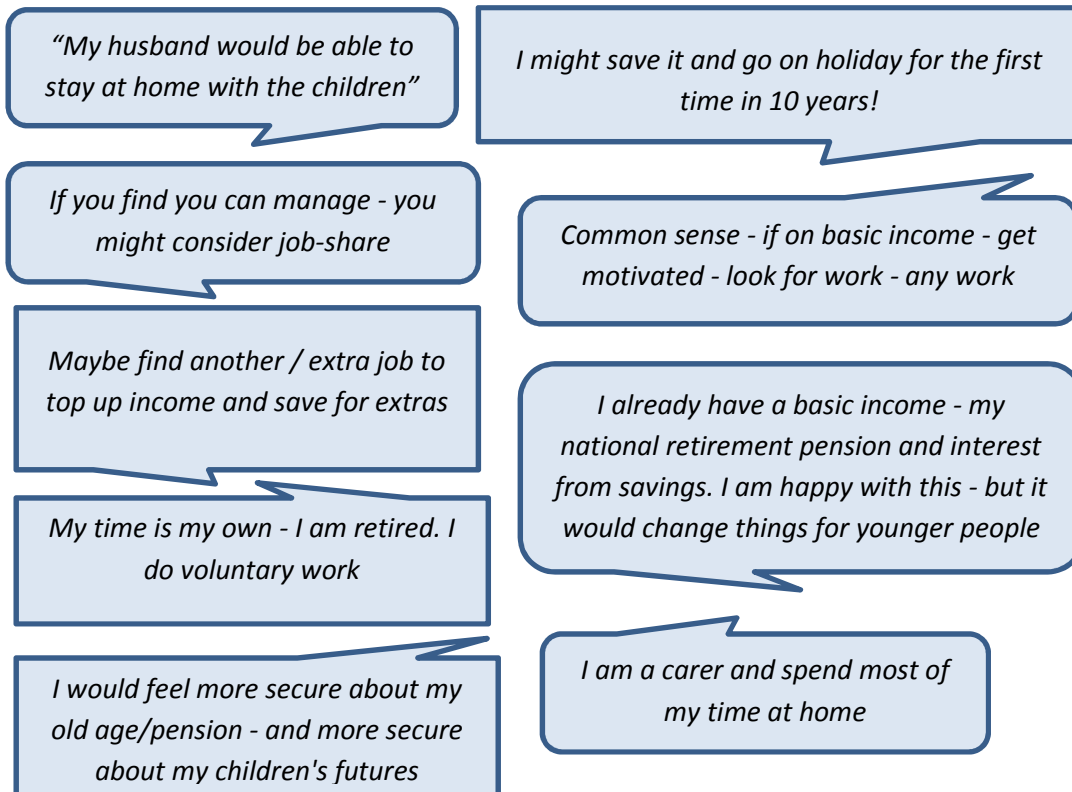 “My husband would be able to
stay at home with the children”
I might save it and go on holiday for the first
time in 10 years!
If you find you can manage - you
might consider job-share
Common sense - if on basic income - get
motivated - look for work - any work
Maybe find another / extra job to
top up income and save for extras
I already have a basic income - my
national retirement pension and interest
from savings. I am happy with this - but it
would change things for younger people
My time is my own - I am retired. I
do voluntary work
I am a carer and spend most of
my time at home
I would feel more secure about my
old age/pension - and more secure
about my children's futures